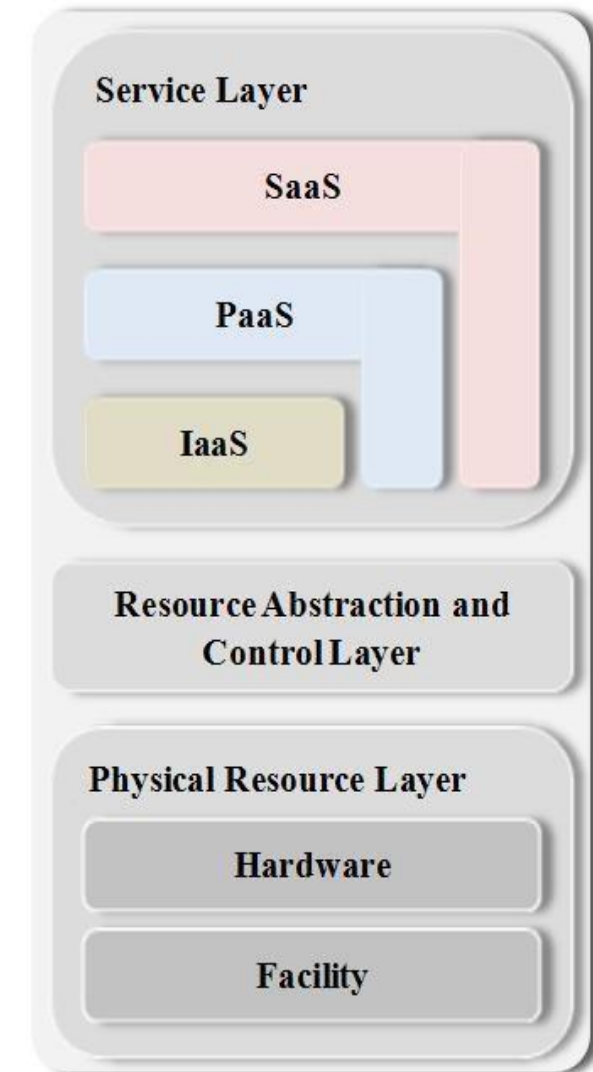 Service Layer
SaaS
PaaS
IaaS
Resource Abstraction and
Control Layer
Physical Resource Layer
Hardware
Facility